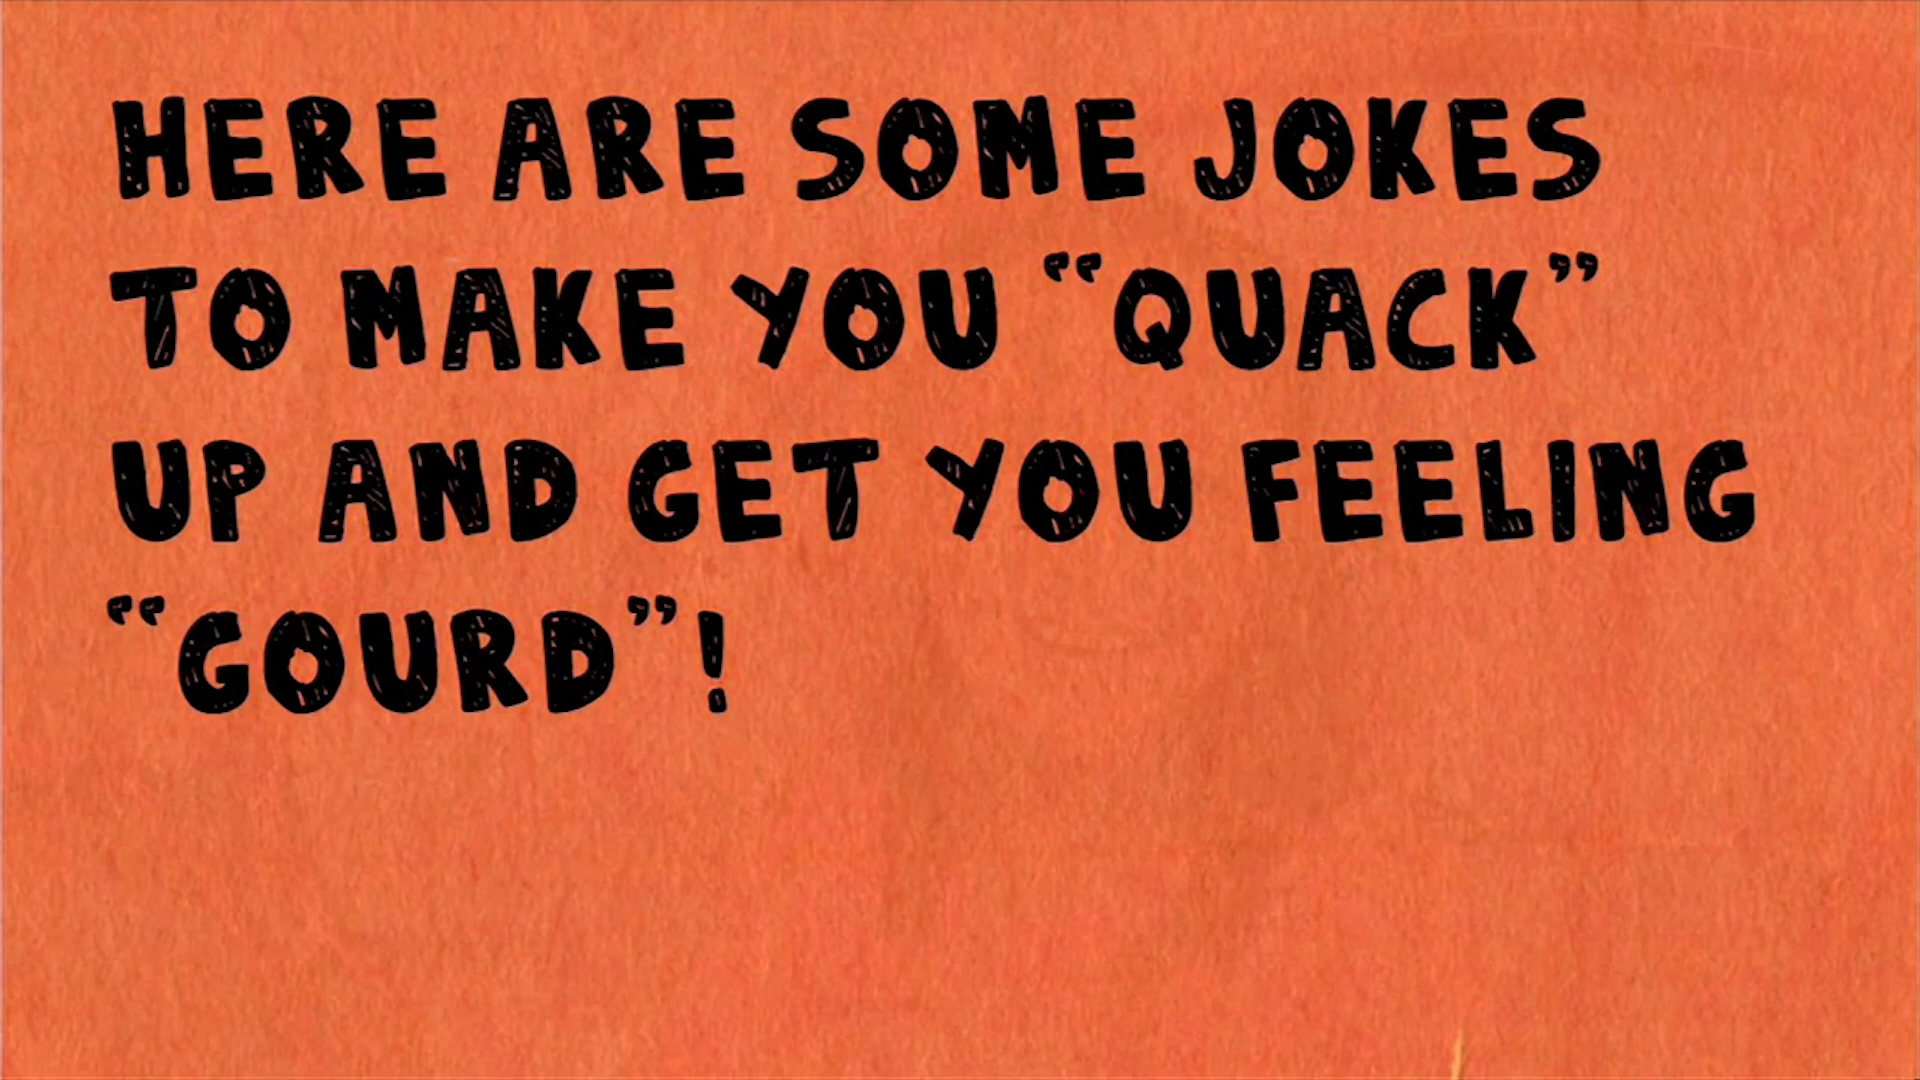 HERE ARE SOME JOKES
TO MAKE YOU “QUACK”
UP AND GET YOU FEELING
“GOURD”!